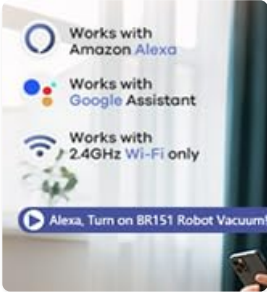 Works with
Amazon Alexa
Works with
Google Assistant
Works with
2.4GHz Wi-Fi only
Alexa, Turn on BR151 Robot Vacuum!